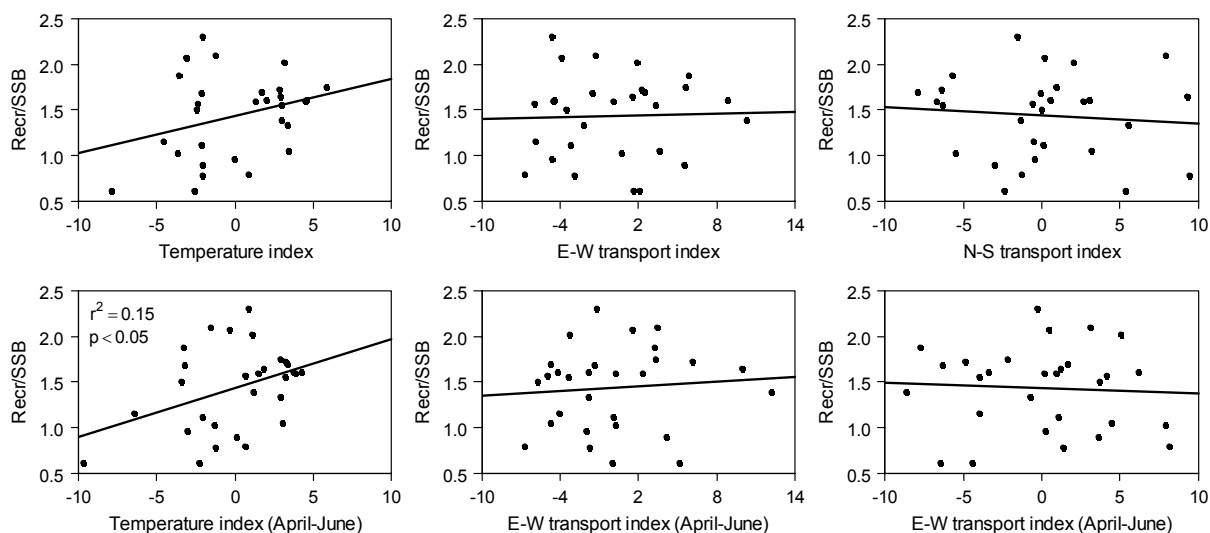 Recr/SSB
2.5
2.0
1.5
1.0
0.5
-10 -5 0 5 10
Temperature index
Recr/SSB
2.5
2.0
1.5
1.0
0.5
-10 -4 2 8 14
E-W transport index
Recr/SSB
2.5
2.0
1.5
1.0
0.5
-10 -5 0 5 10
N-S transport index
Recr/SSB
2.5
2.0
1.5
1.0
0.5
r² = 0.15
p < 0.05
-10 -5 0 5 10
Temperature index (April-June)
Recr/SSB
2.5
2.0
1.5
1.0
0.5
-10 -4 2 8 14
E-W transport index (April-June)
Recr/SSB
2.5
2.0
1.5
1.0
0.5
-10 -5 0 5 10
E-W transport index (April-June)